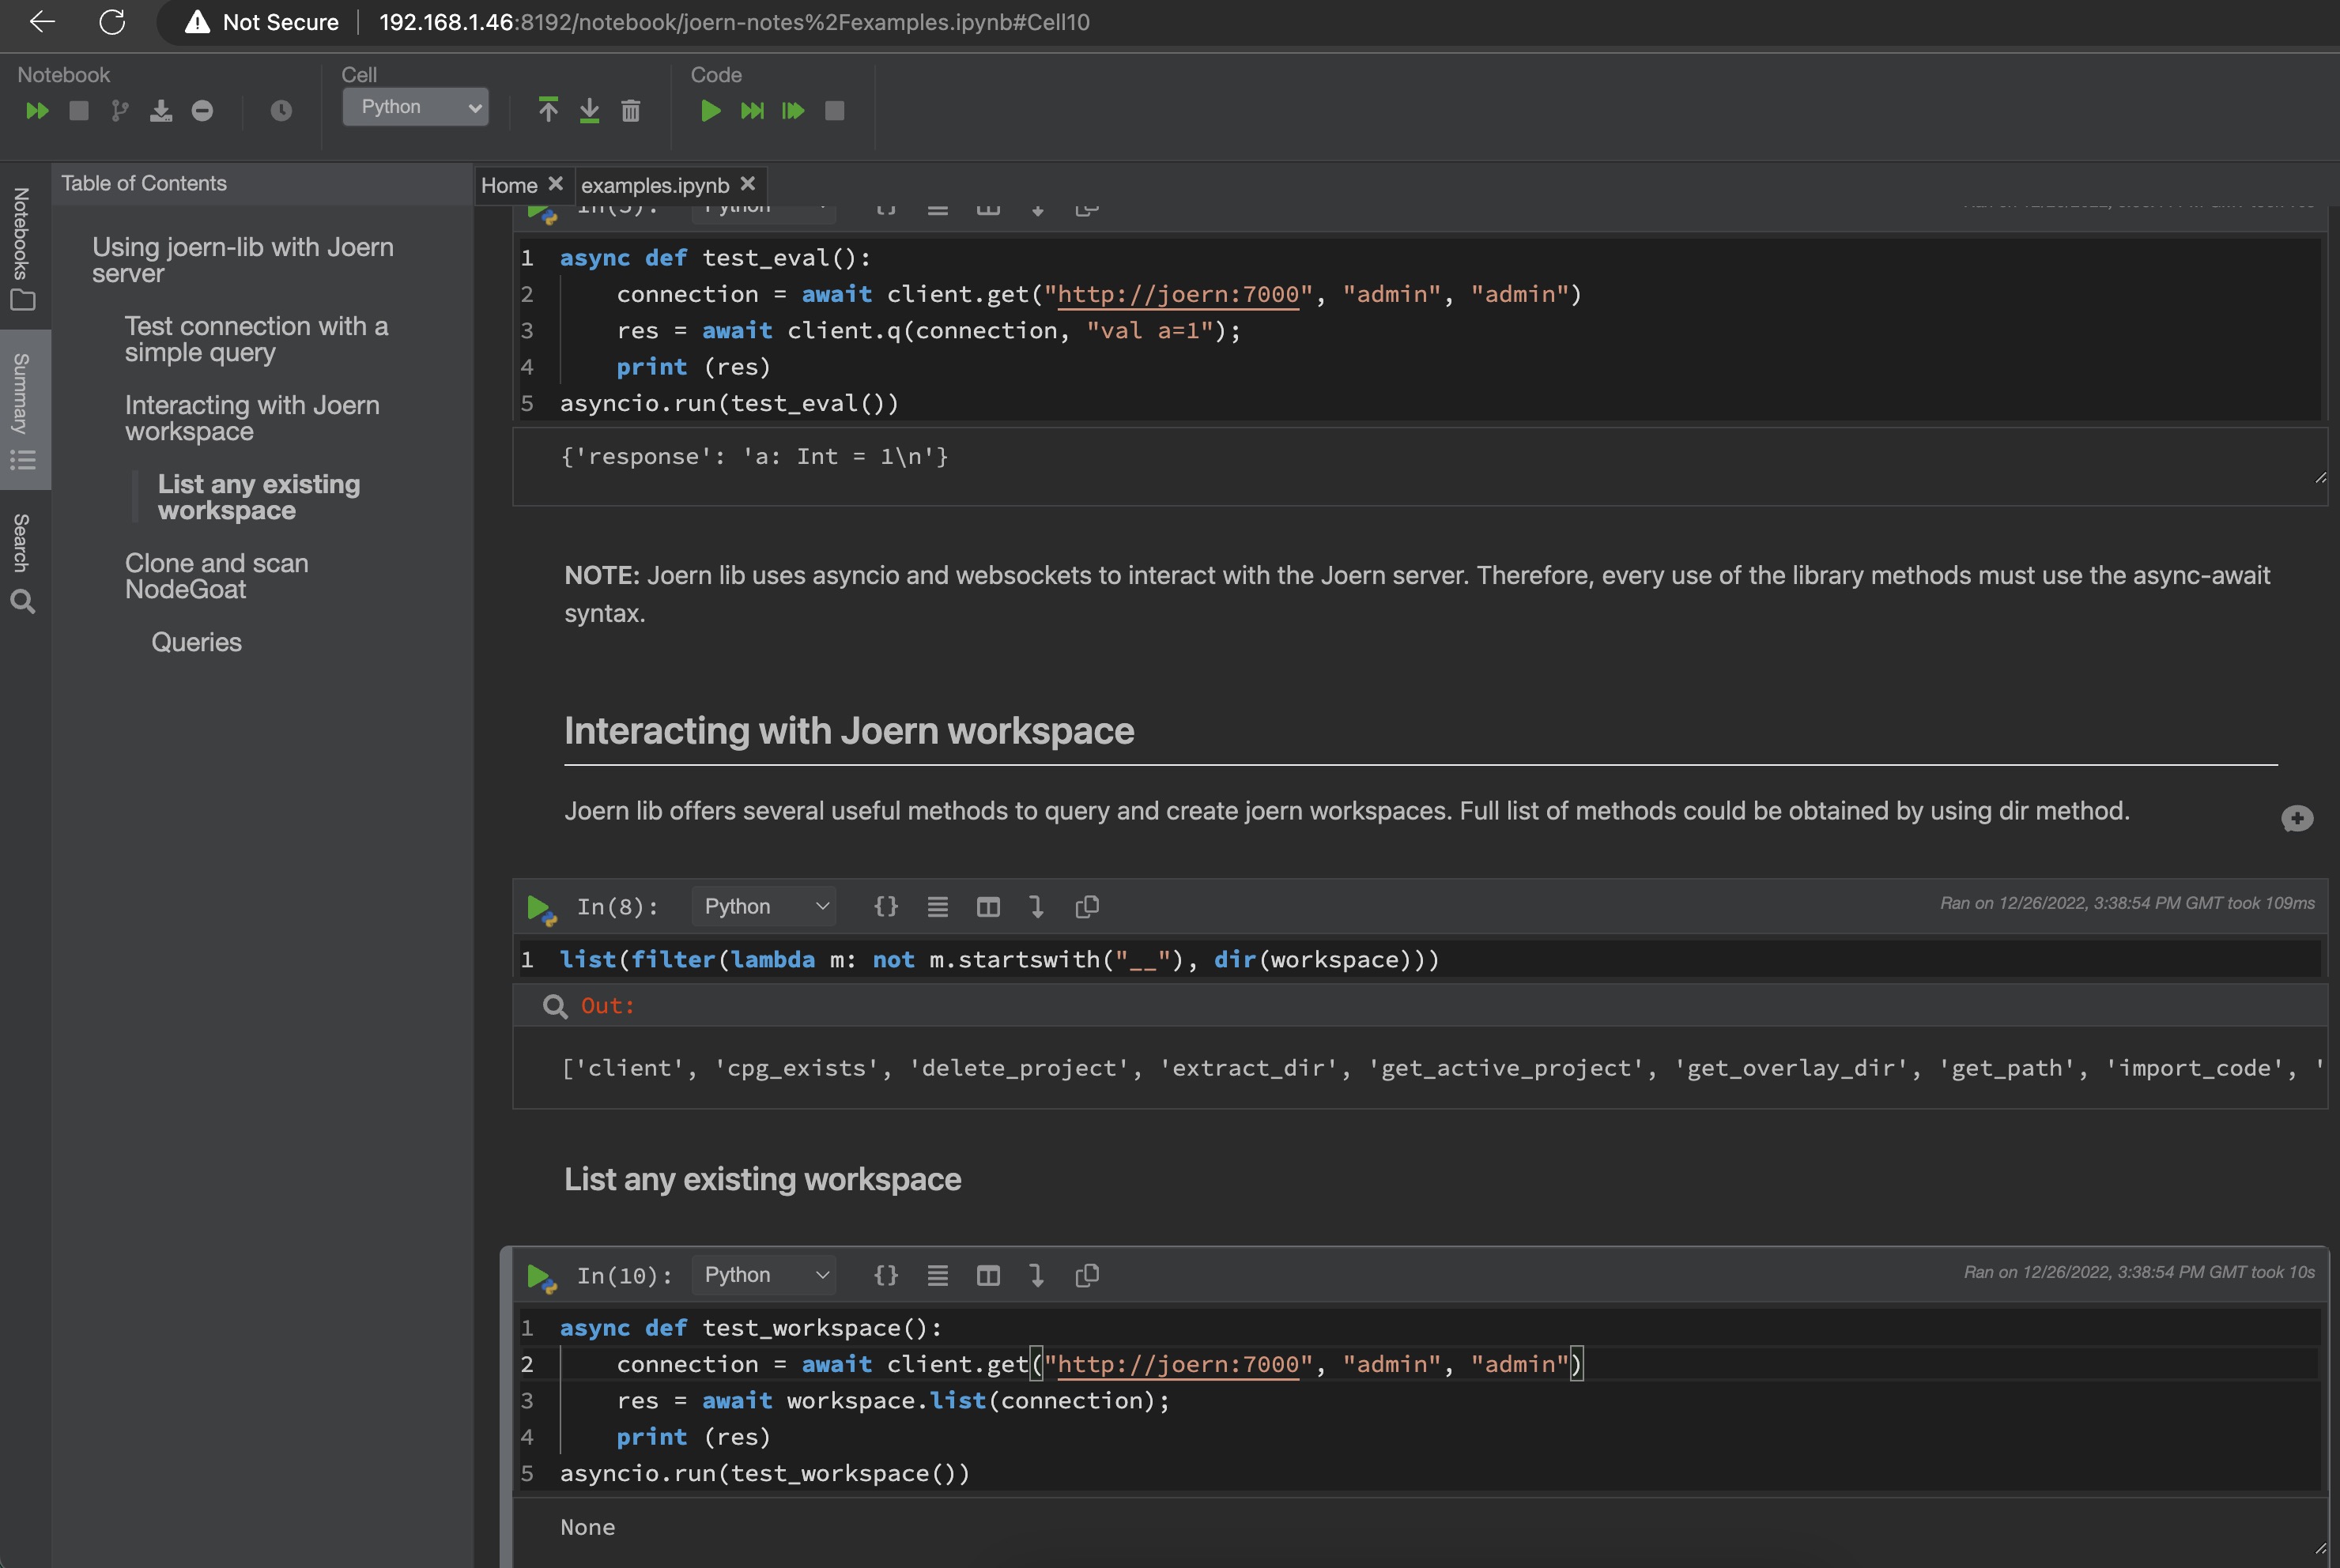 Not Secure | 192.168.1.46:8192/notebook/joern-notes%2Fexamples.ipynb#Cell10
Notebook
Cell
Code
Python
Notebooks
Summary
Search
Table of Contents
Using joern-lib with Joern
server
Test connection with a
simple query
Interacting with Joern
workspace
List any existing
workspace
Clone and scan
NodeGoat
Queries
Home
examples.ipynb
Python
1 async def test_eval():
2     connection = await client.get("http://joern:7000", "admin", "admin")
3     res = await client.q(connection, "val a=1");
4     print (res)
5 asyncio.run(test_eval())
{'response': 'a: Int = 1\n'}
NOTE: Joern lib uses asyncio and websockets to interact with the Joern server. Therefore, every use of the library methods must use the async-await
syntax.
Interacting with Joern workspace
Joern lib offers several useful methods to query and create joern workspaces. Full list of methods could be obtained by using dir method.
In(8): Python {} Ran on 12/26/2022, 3:38:54 PM GMT took 109ms
1 list(filter(lambda m: not m.startswith("__"), dir(workspace)))
Out:
['client', 'cpg_exists', 'delete_project', 'extract_dir', 'get_active_project', 'get_overlay_dir', 'get_path', 'import_code', '
List any existing workspace
In(10): Python {} Ran on 12/26/2022, 3:38:54 PM GMT took 10s
1 async def test_workspace():
2     connection = await client.get("http://joern:7000", "admin", "admin")
3     res = await workspace.list(connection);
4     print (res)
5 asyncio.run(test_workspace())
None